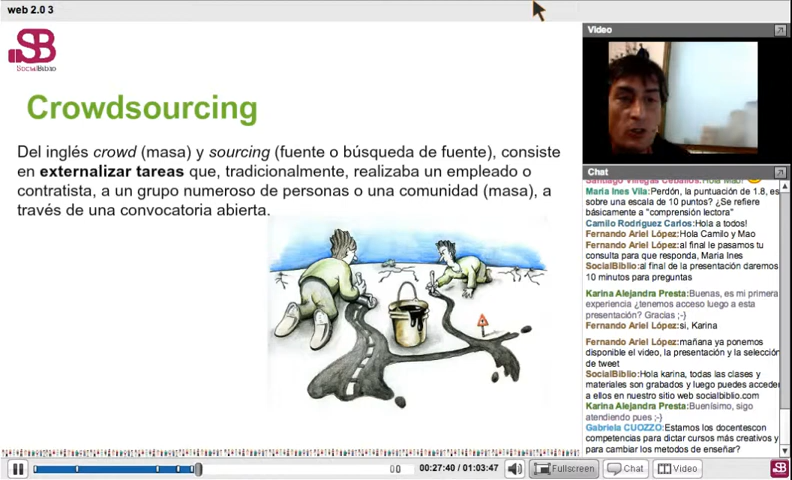 web 2.0 3
SB
SocialBiblio
Crowdsourcing
Del inglés crowd (masa) y sourcing (fuente o búsqueda de fuente), consiste
en externalizar tareas que, tradicionalmente, realizaba un empleado o
contratista, a un grupo numeroso de personas o una comunidad (masa), a
través de una convocatoria abierta.
Video
Chat
Santiago Villegas Ceballos:Hola Mao!
Maria Ines Vila:Perdón, la puntuación de 1.8, es
sobre una escala de 10 puntos? ¿Se refiere
básicamente a "comprensión lectora"
Camilo Rodríguez Carlos:Hola a todos!
Fernando Ariel López:Hola Camilo y Mao
Fernando Ariel López:al final le pasamos tu
consulta para que responda, Maria Ines
SocialBiblio:al final de la presentación daremos
10 minutos para preguntas
Karina Alejandra Presta:Buenas, es mi primera
experiencia ¿tenemos acceso luego a esta
presentación? Gracias ;-)
Fernando Ariel López:si, Karina
Fernando Ariel López:mañana ya ponemos
disponible el video, la presentación y la selección
de tweet
SocialBiblio:Hola karina, todas las clases y
materiales son grabados y luego puedes acceder
a ellos en nuestro sitio web socialbiblio.com
Karina Alejandra Presta:Buenísimo, sigo
atendiendo pues ;-)
Gabriela CUOZZO:Estamos los docentescon
competencias para dictar cursos más creativos y
para cambiar los metodos de enseñar?
00:27:40 / 01:03:47
Fullscreen
Chat
Video
SB